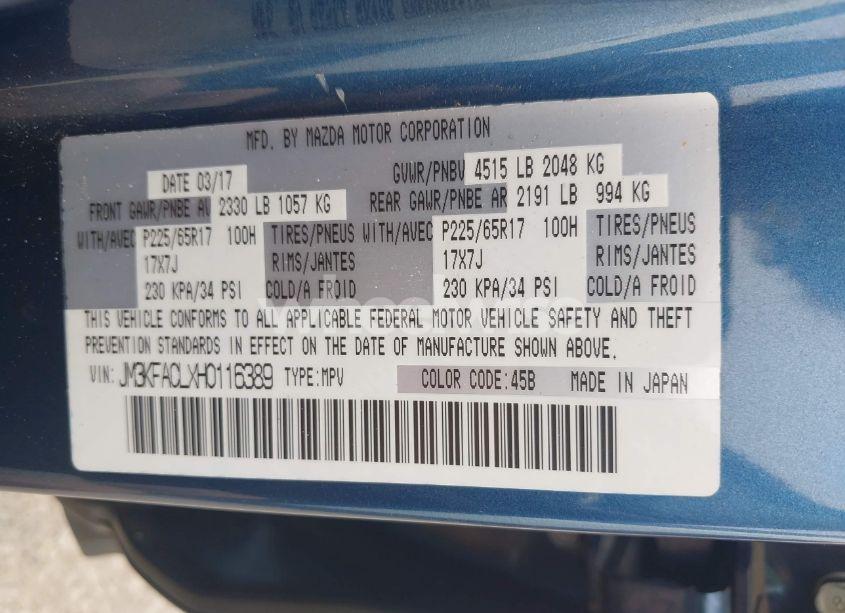 MFD. BY MAZDA MOTOR CORPORATION
DATE 03/17 GVWR/PNBV 4515 LB 2048 KG
FRONT GAWR/PNBE AV 2330 LB 1057 KG REAR GAWR/PNBE AR 2191 LB 994 KG
WITH/AVEC P225/65R17 100H TIRES/PNEUS WITH/AVEC P225/65R17 100H TIRES/PNEUS
17X7J RIMS/JANTES 17X7J RIMS/JANTES
230 KPA/34 PSI COLD/A FROID 230 KPA/34 PSI COLD/A FROID
THIS VEHICLE CONFORMS TO ALL APPLICABLE FEDERAL MOTOR VEHICLE SAFETY AND THEFT
PREVENTION STANDARDS IN EFFECT ON THE DATE OF MANUFACTURE SHOWN ABOVE.
VIN: JM3KFACLXH0116389 TYPE:MPV COLOR CODE:45B MADE IN JAPAN